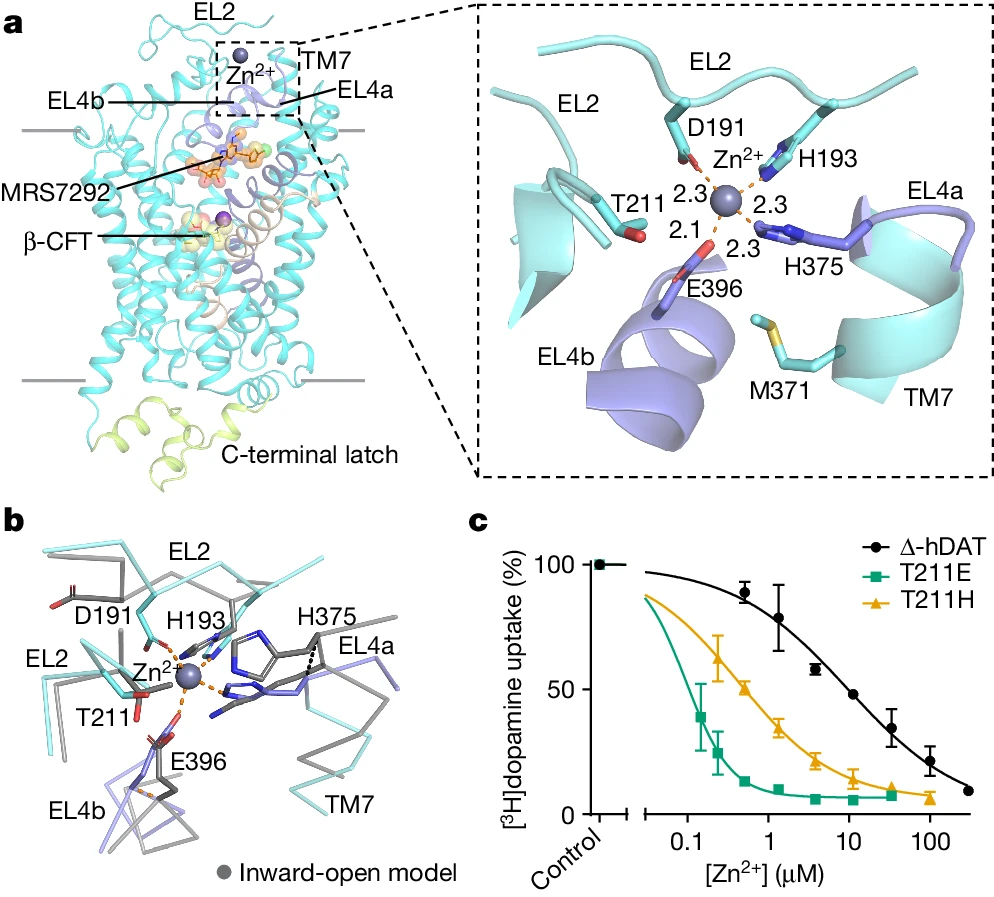 a
EL2
Zn2+
TM7
EL4b
EL4a
MRS7292
β-CFT
C-terminal latch
EL2
EL2
D191
Zn2+
H193
T211
2.3
2.3
EL4a
2.1
2.3
H375
E396
EL4b
M371
TM7
b
EL2
D191
H193
H375
EL2
EL4a
Zn2+
T211
E396
EL4b
TM7
Inward-open model
c
[3H]dopamine uptake (%)
100
50
0
Δ-hDAT
T211E
T211H
Control
0.1 1 10 100
[Zn2+] (μM)